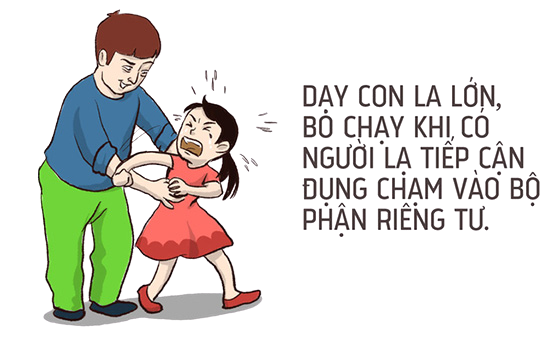 DẠY CON LA LỚN,
BỎ CHẠY KHI CÓ
NGƯỜI LẠ TIẾP CẬN
ĐỤNG CHẠM VÀO BỘ
PHẬN RIÊNG TƯ.